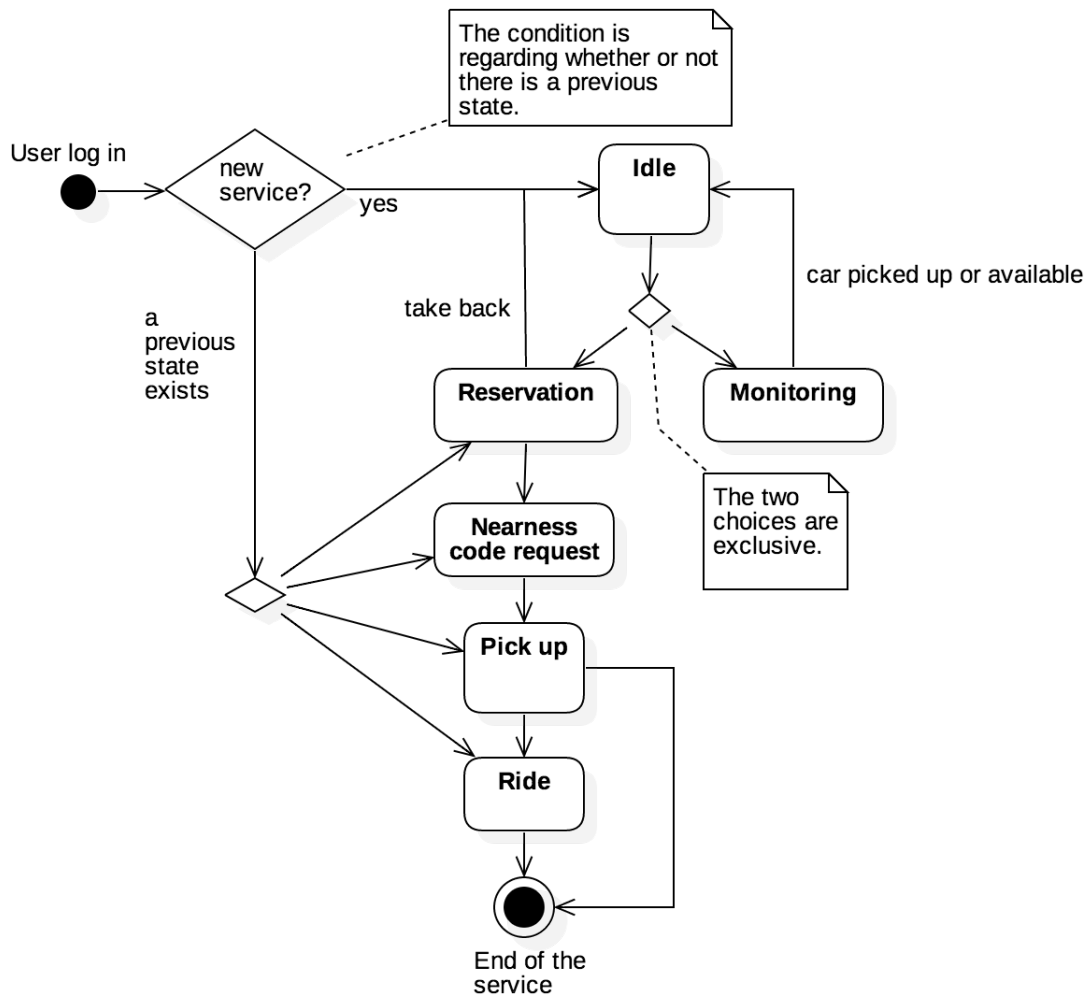 The condition is
regarding whether or not
there is a previous
state.
User log in
new
service?
yes
Idle
car picked up or available
take back
a
previous
state
exists
Reservation
Monitoring
The two
choices are
exclusive.
Nearness
code request
Pick up
Ride
End of the
service